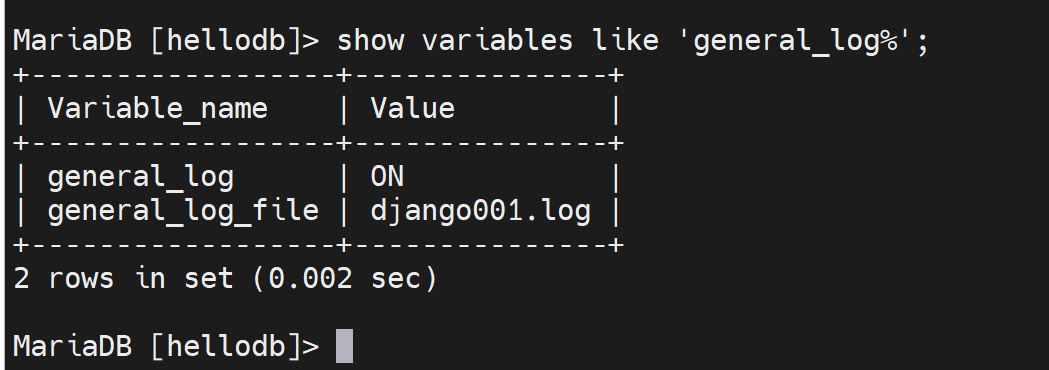 MariaDB [hellodb]> show variables like 'general_log%';
+------------------+---------------+
| Variable_name    | Value         |
+------------------+---------------+
| general_log      | ON            |
| general_log_file | django001.log |
+------------------+---------------+
2 rows in set (0.002 sec)
MariaDB [hellodb]>